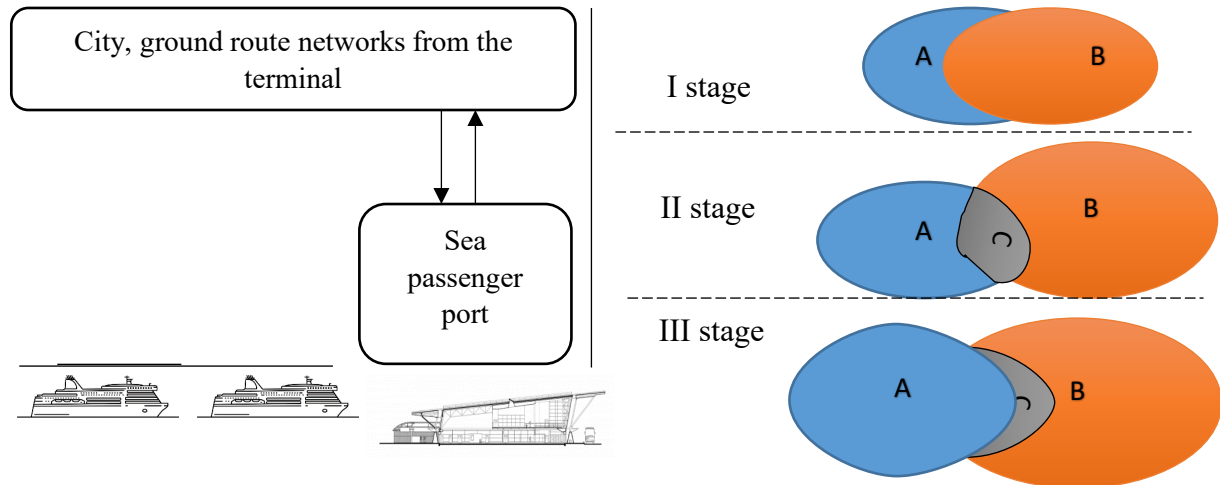 City, ground route networks from the
terminal
Sea
passenger
port
I stage
A
B
II stage
A
C
B
III stage
A
C
B